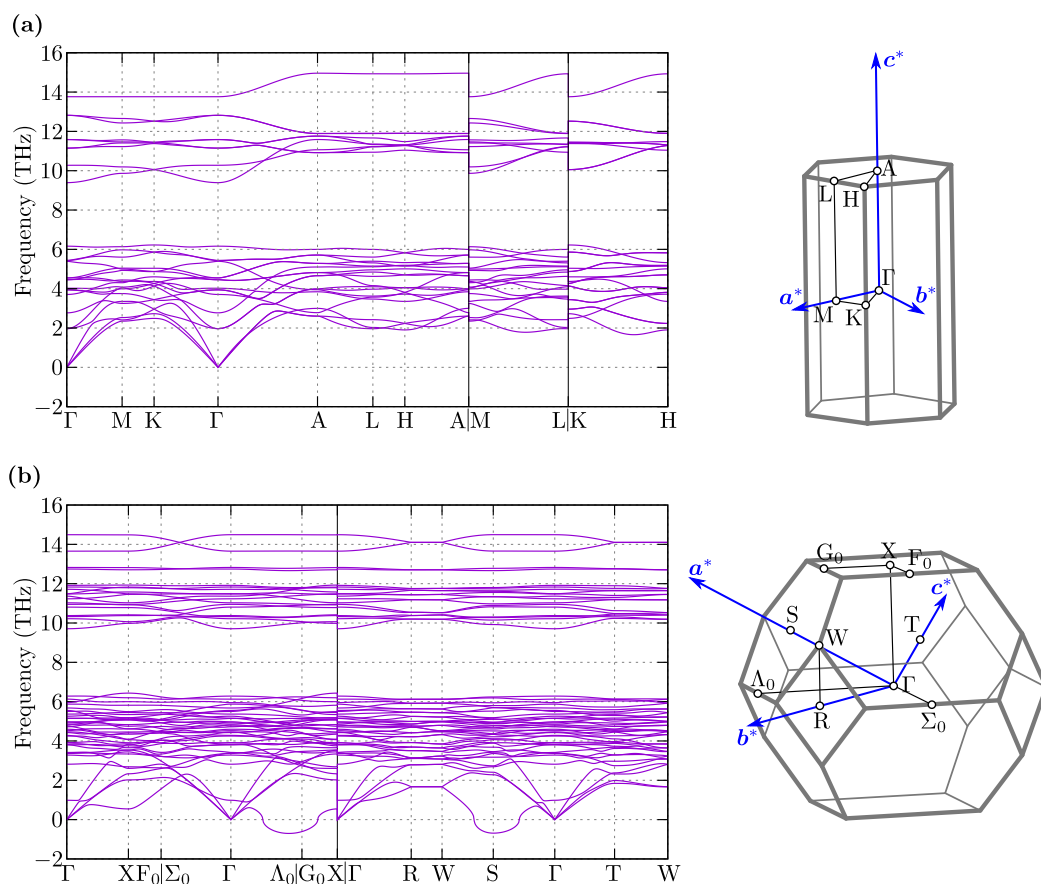 (a)
16
14
12
10
8
6
4
2
0
−2
Frequency (THz)
Γ M K Γ A L H A|M L|K H
c*
A
L
H
Γ
a*
b*
M
K
(b)
16
14
12
10
8
6
4
2
0
−2
Frequency (THz)
Γ XF₀|Σ₀ Γ Λ₀|G₀ X|Γ R W S Γ T W
G₀ X F₀
a*
c*
S
W
T
Λ₀
Γ
b*
R
Σ₀